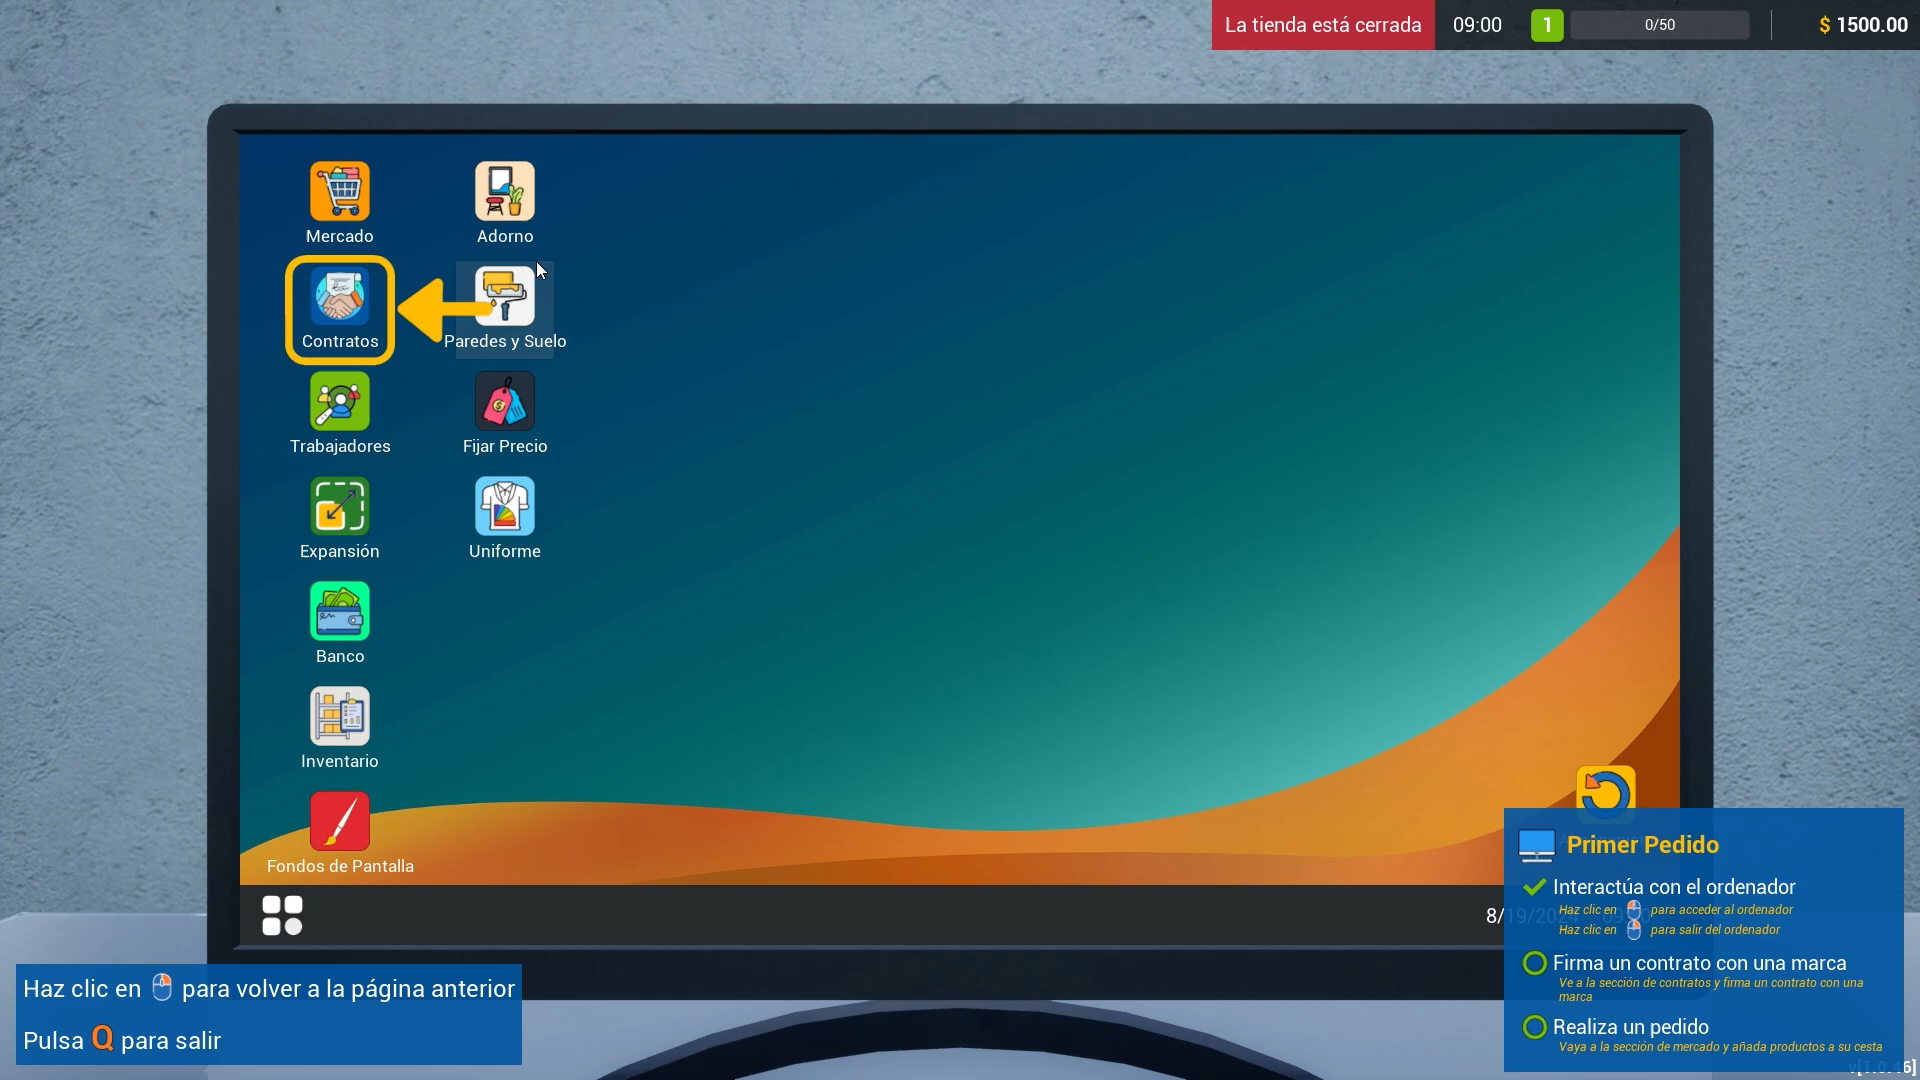 La tienda está cerrada
09:00
1
0/50
$ 1500.00
Mercado
Adorno
Contratos
Paredes y Suelo
Trabajadores
Fijar Precio
Expansión
Uniforme
Banco
Inventario
Fondos de Pantalla
8/19/2024
Primer Pedido
Interactúa con el ordenador
Haz clic en para acceder al ordenador
Haz clic en para salir del ordenador
Firma un contrato con una marca
Ve a la sección de contratos y firma un contrato con una
marca
Realiza un pedido
Vaya a la sección de mercado y añada productos a su cesta
Haz clic en para volver a la página anterior
Pulsa Q para salir